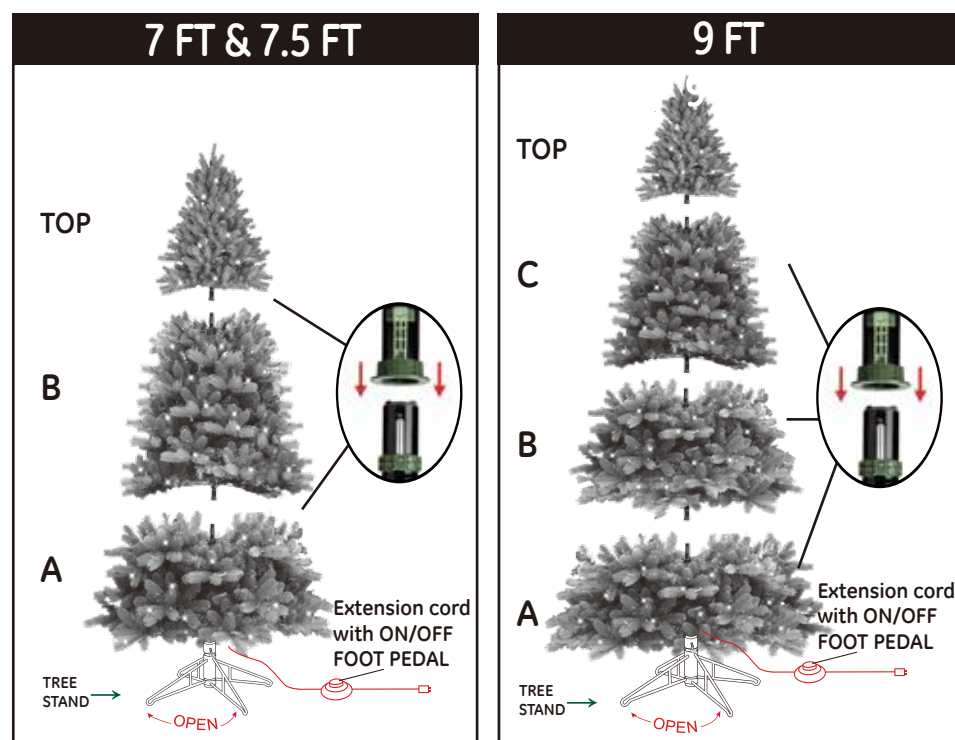 7 FT & 7.5 FT
TOP
B
A
Extension cord
with ON/OFF
FOOT PEDAL
TREE
STAND
OPEN
9 FT
TOP
C
B
A
Extension cord
with ON/OFF
FOOT PEDAL
TREE
STAND
OPEN